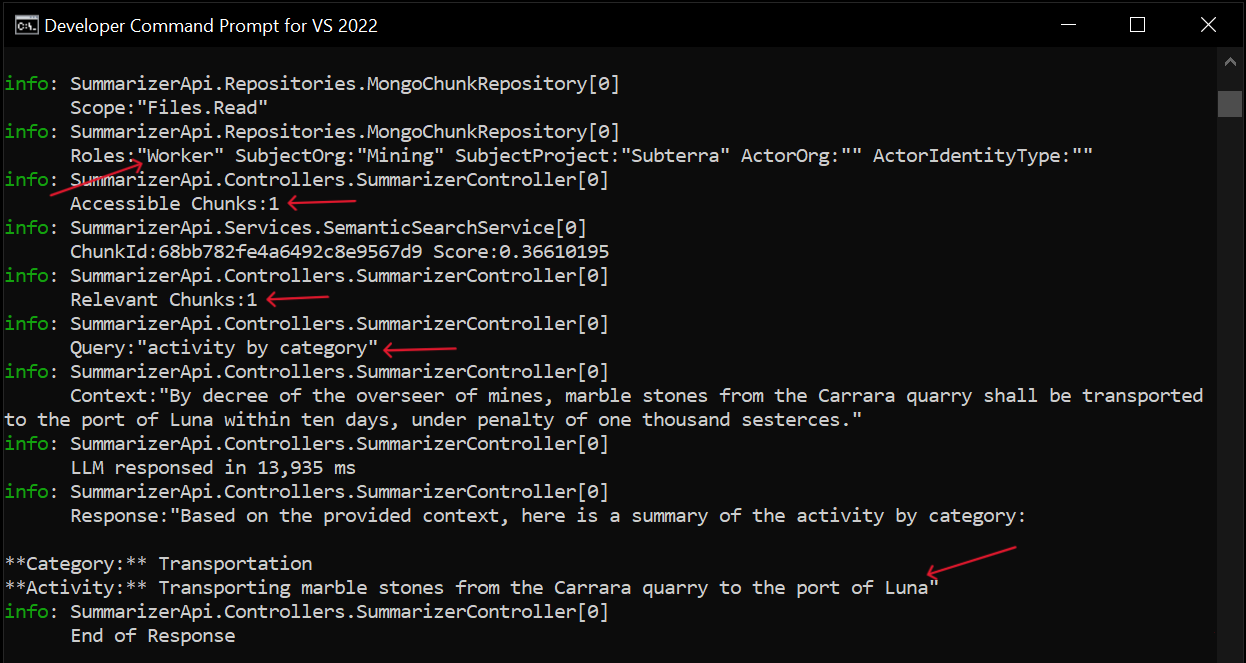 Developer Command Prompt for VS 2022
info: SummarizerApi.Repositories.MongoChunkRepository[0]
Scope:"Files.Read"
info: SummarizerApi.Repositories.MongoChunkRepository[0]
Roles:"Worker" SubjectOrg:"Mining" SubjectProject:"Subterra" ActorOrg:"" ActorIdentityType:""
info: SummarizerApi.Controllers.SummarizerController[0]
Accessible Chunks:1
info: SummarizerApi.Services.SemanticSearchService[0]
ChunkId:68bb782fe4a6492c8e9567d9 Score:0.36610195
info: SummarizerApi.Controllers.SummarizerController[0]
Relevant Chunks:1
info: SummarizerApi.Controllers.SummarizerController[0]
Query:"activity by category"
info: SummarizerApi.Controllers.SummarizerController[0]
Context:"By decree of the overseer of mines, marble stones from the Carrara quarry shall be transported
to the port of Luna within ten days, under penalty of one thousand sesterces."
info: SummarizerApi.Controllers.SummarizerController[0]
LLM responsed in 13,935 ms
info: SummarizerApi.Controllers.SummarizerController[0]
Response:"Based on the provided context, here is a summary of the activity by category:
**Category:** Transportation
**Activity:** Transporting marble stones from the Carrara quarry to the port of Luna"
info: SummarizerApi.Controllers.SummarizerController[0]
End of Response